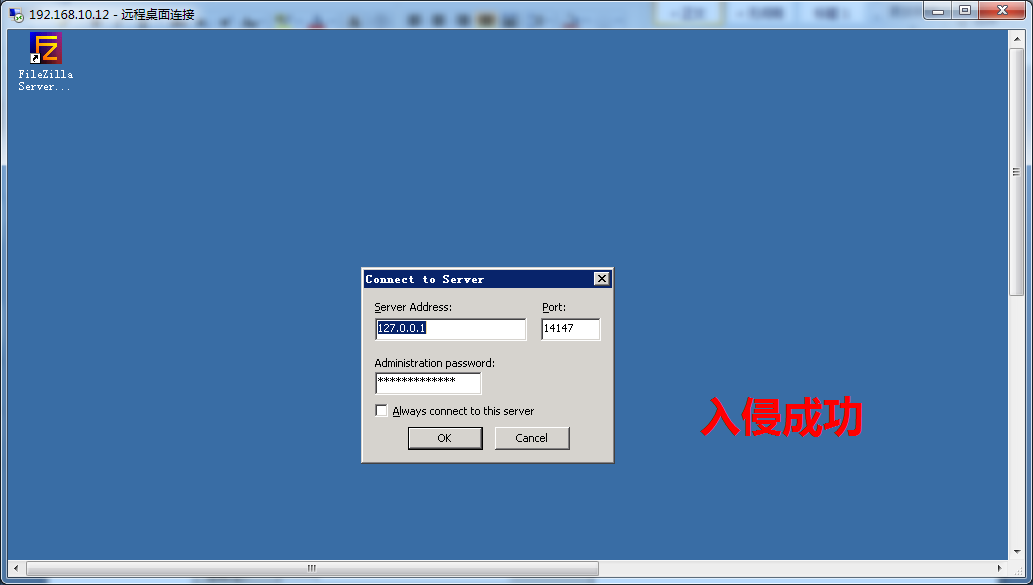 192.168.10.12 - 远程桌面连接
FileZilla
Server...
Connect to Server
Server Address:
Port:
127.0.0.1
14147
Administration password:
*************
Always connect to this server
OK
Cancel
入侵成功